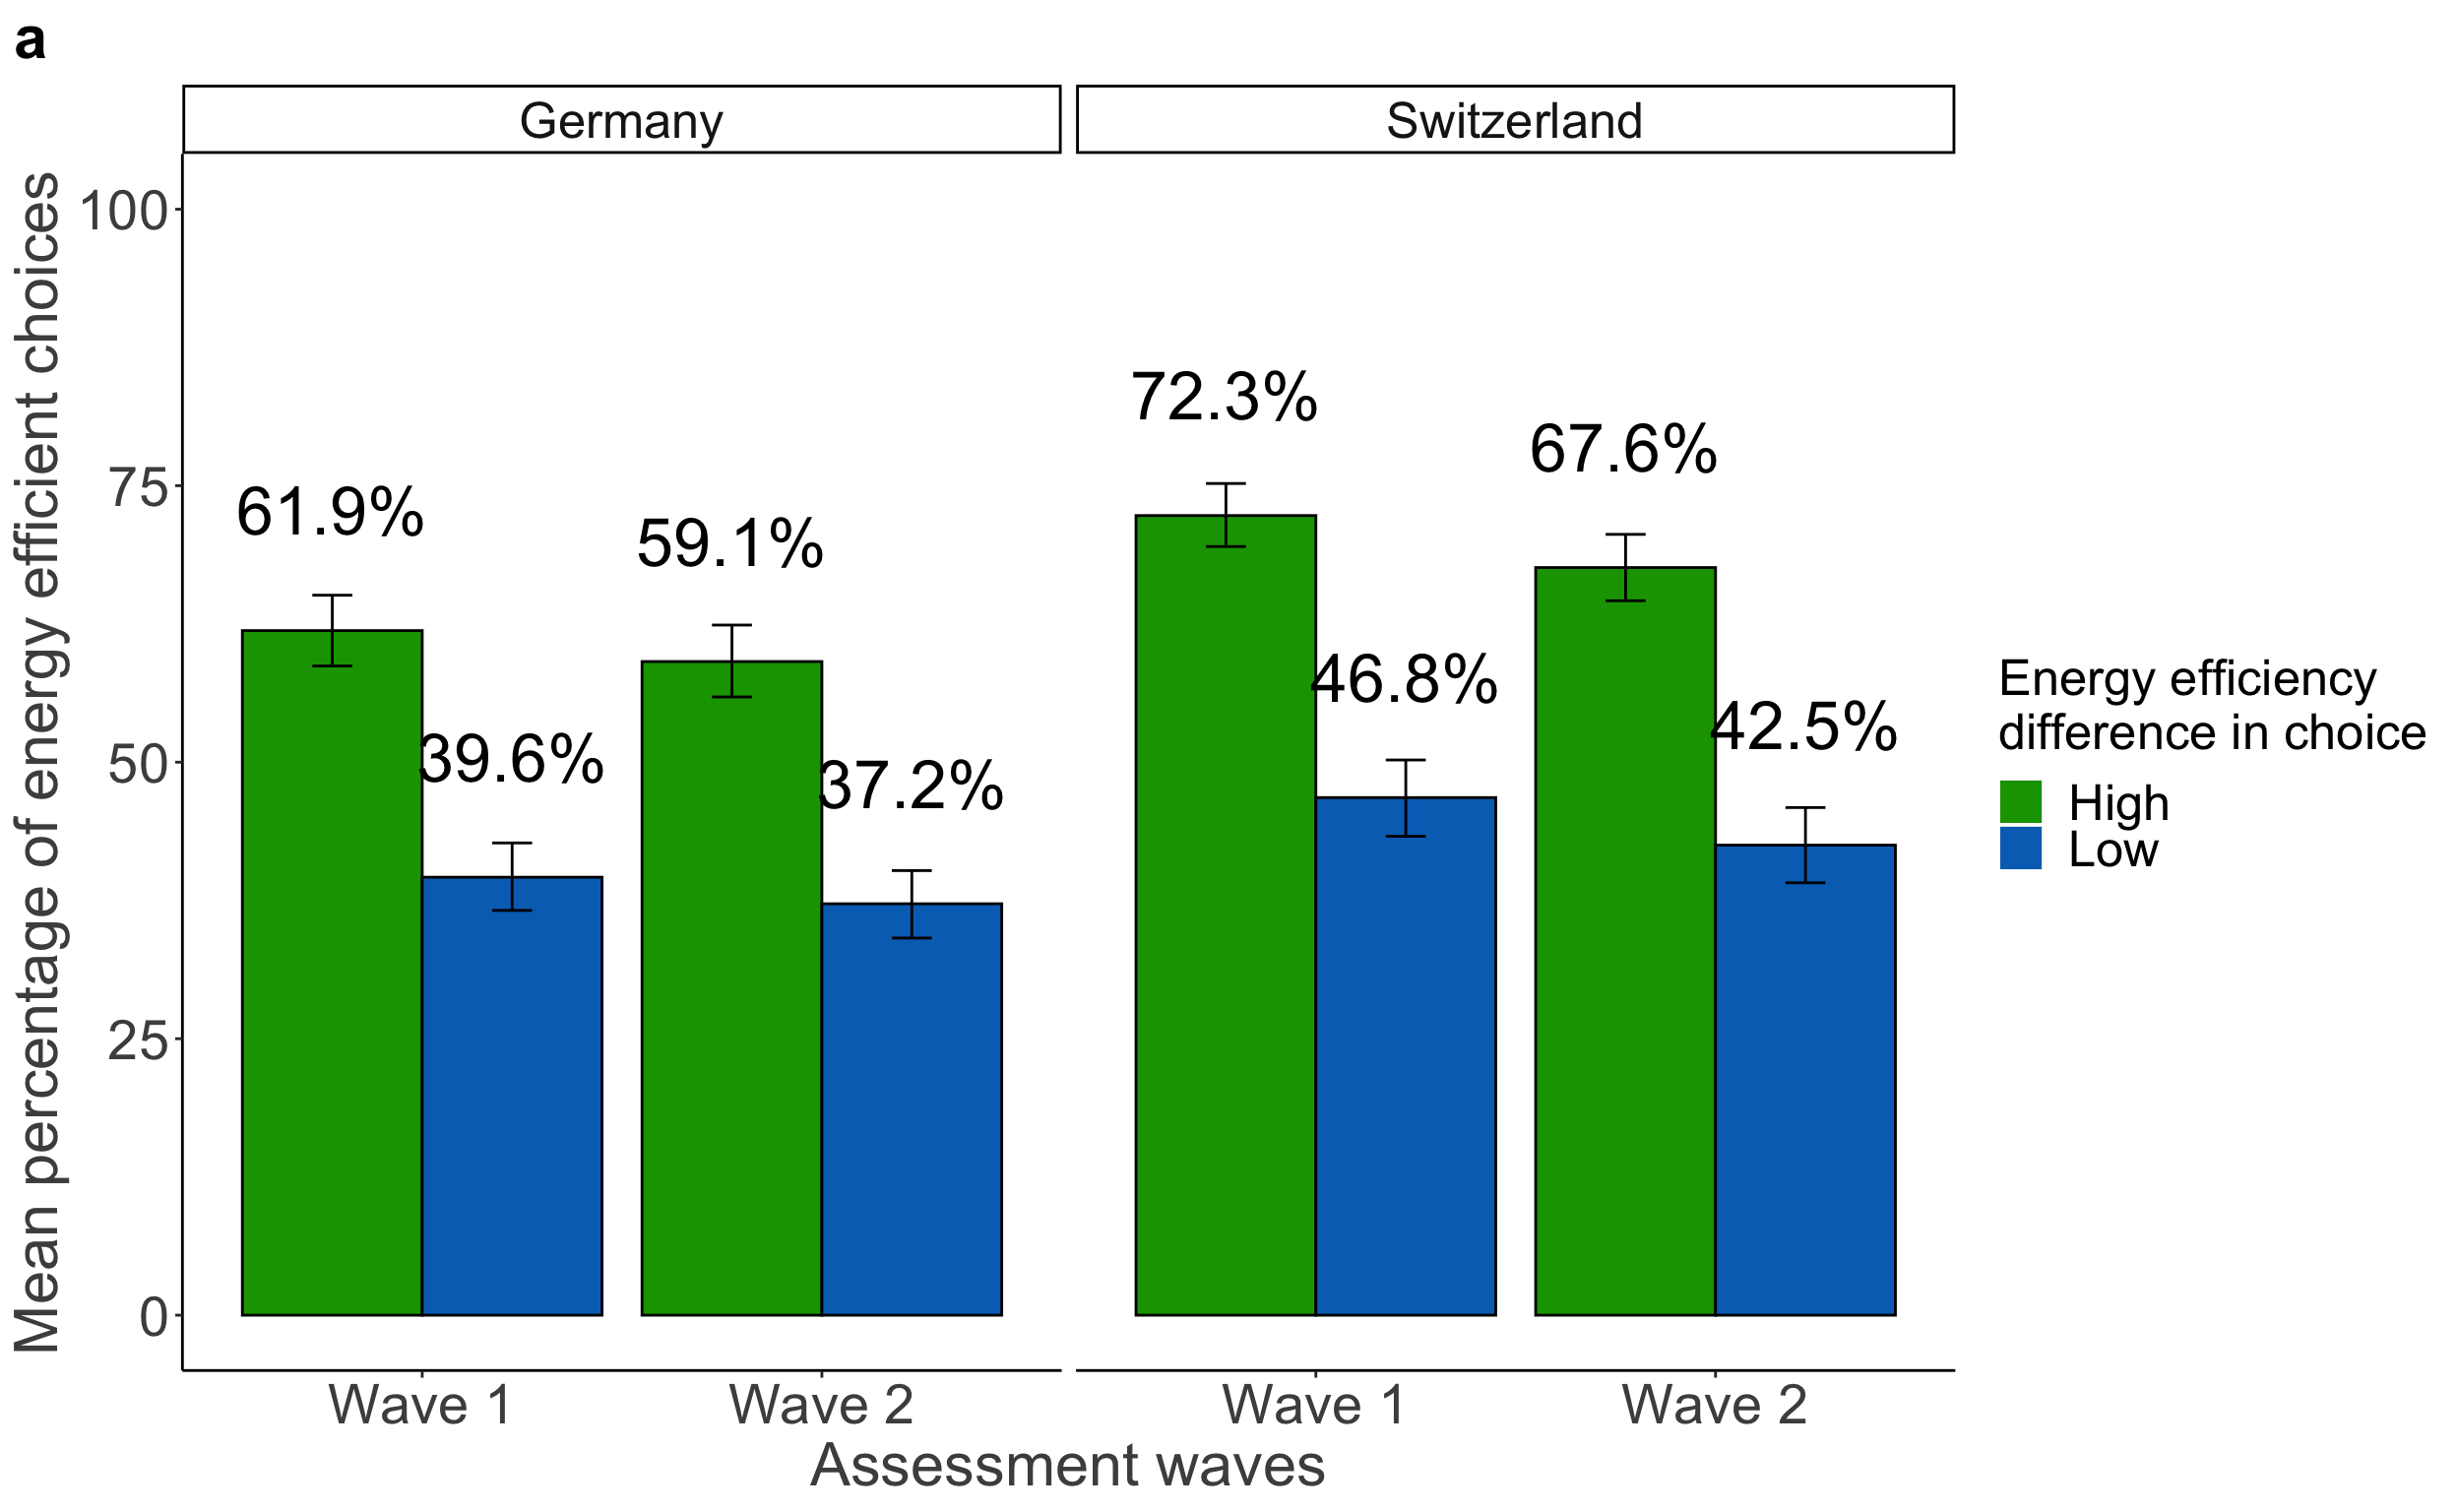 a
Germany
Switzerland
Mean percentage of energy efficient choices
100
75
50
25
0
61.9%
39.6%
59.1%
37.2%
72.3%
46.8%
67.6%
42.5%
Wave 1
Wave 2
Wave 1
Wave 2
Assessment waves
Energy efficiency
difference in choice
High
Low